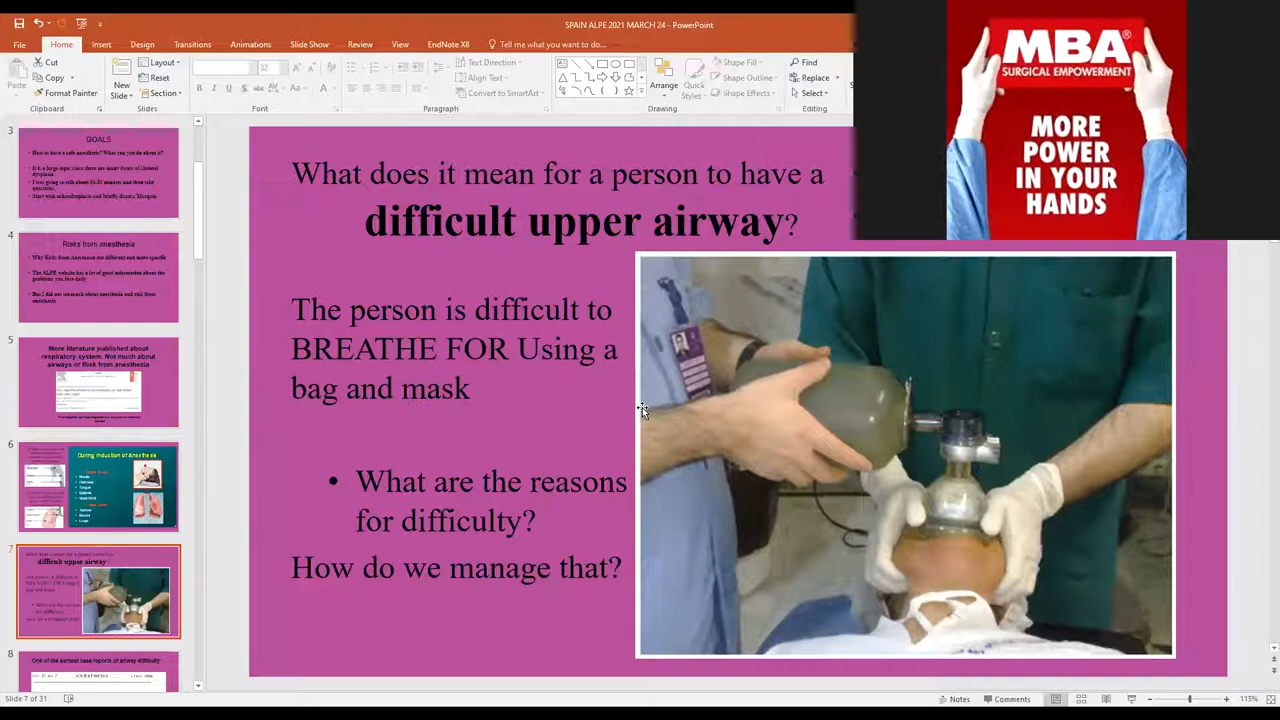 SPAIN ALPE 2021 MARCH 24 - PowerPoint
File Home Insert Design Transitions Animations Slide Show Review View EndNote X8 Tell me what you want to do...
Cut
Copy
Format Painter
Paste
Clipboard
New
Slide
Layout
Reset
Section
Slides
32
Font
Text Direction
Align Text
Convert to SmartArt
Paragraph
Arrange
Quick
Styles
Shape Fill
Shape Outline
Shape Effects
Drawing
Find
Replace
Select
Editing
MBA®
SURGICAL EMPOWERMENT
MORE
POWER
IN YOUR
HANDS
3
GOALS
4
Risks from anesthesia
5
More literature published about
respiratory system. Not much about
airways or Risk from anesthesia
6
During Induction of Anesthesia
7
difficult upper airway
8
One of the earliest case reports of airway difficulty
What does it mean for a person to have a
difficult upper airway?
The person is difficult to
BREATHE FOR Using a
bag and mask
• What are the reasons
for difficulty?
How do we manage that?
Slide 7 of 31
Notes
Comments
115%